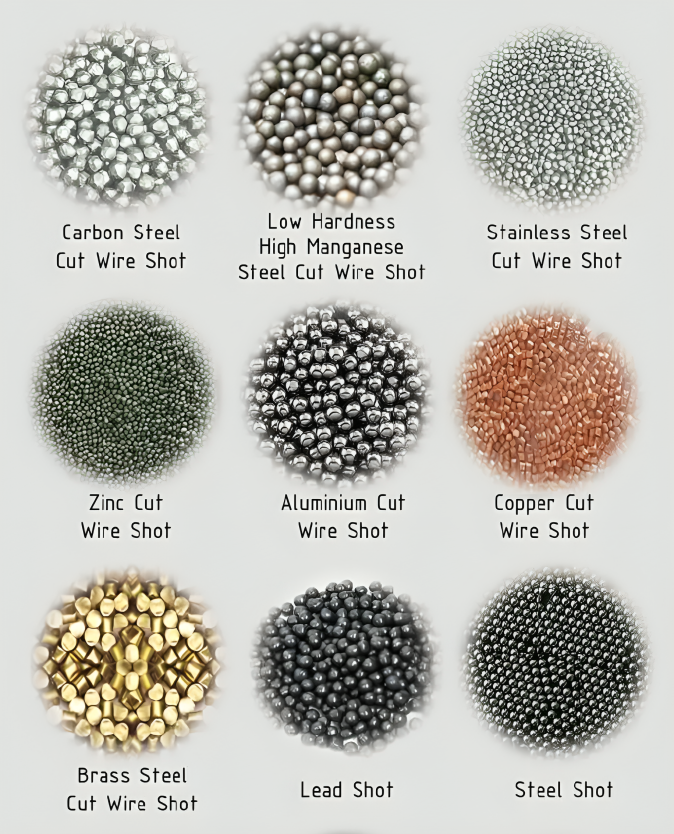 Carbon Steel
Cut Wire Shot
Low Hardness
High Manganese
Steel Cut Wire Shot
Stainless Steel
Cut Wire Shot
Zinc Cut
Wire Shot
Aluminium Cut
Wire Shot
Copper Cut
Wire Shot
Brass Steel
Cut Wire Shot
Lead Shot
Steel Shot